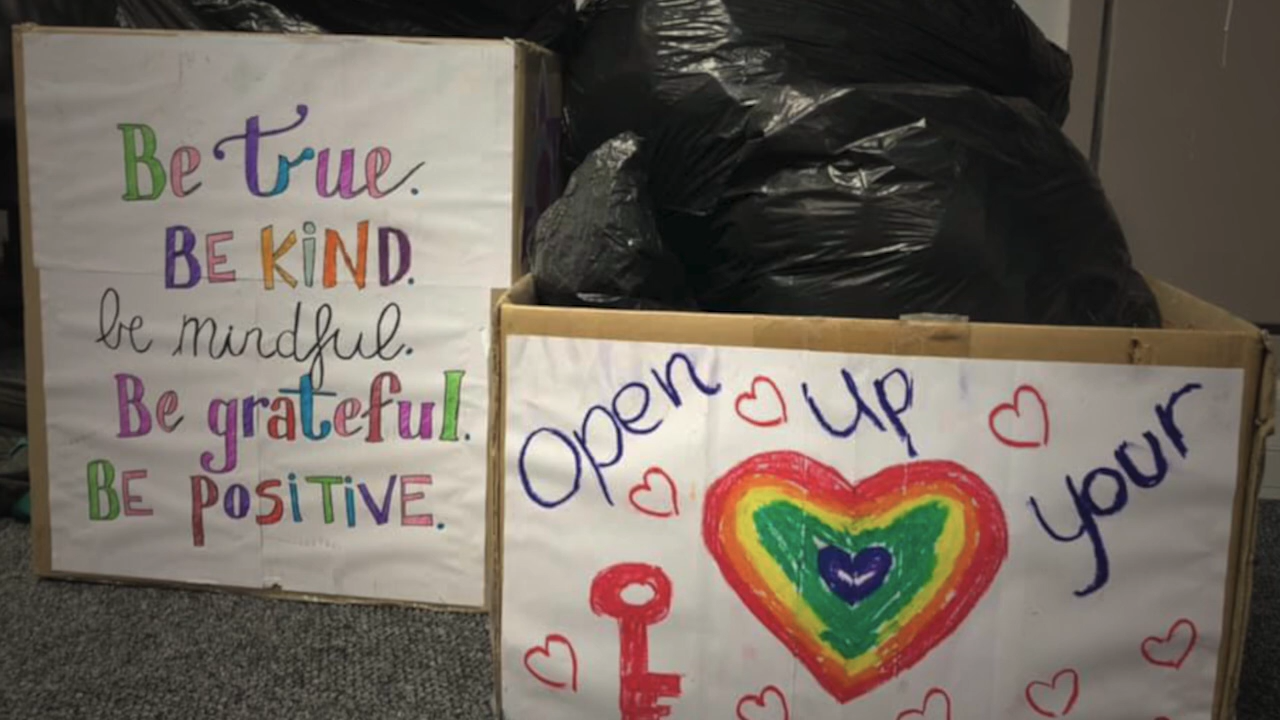 Be true.
BE KiND.
be mindful.
Be grateful.
BE POSiTiVE.
Open up your